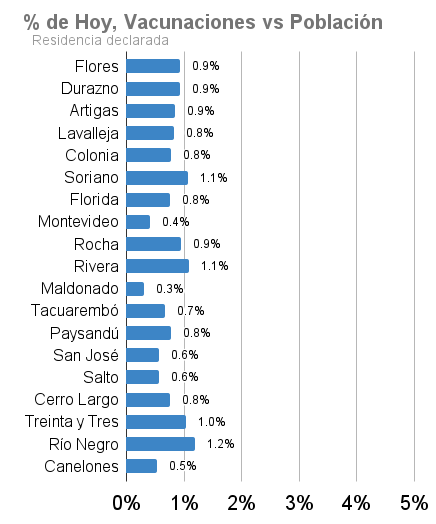 % de Hoy, Vacunaciones vs Población
Residencia declarada
Flores 0.9%
Durazno 0.9%
Artigas 0.9%
Lavalleja 0.8%
Colonia 0.8%
Soriano 1.1%
Florida 0.8%
Montevideo 0.4%
Rocha 0.9%
Rivera 1.1%
Maldonado 0.3%
Tacuarembó 0.7%
Paysandú 0.8%
San José 0.6%
Salto 0.6%
Cerro Largo 0.8%
Treinta y Tres 1.0%
Río Negro 1.2%
Canelones 0.5%
0% 1% 2% 3% 4% 5%